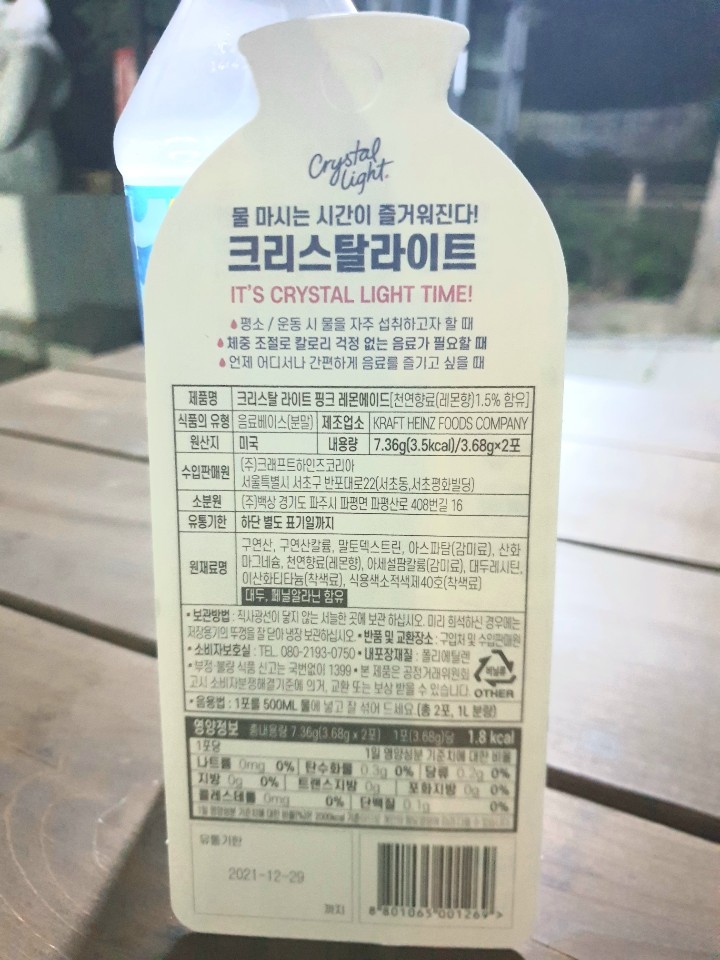 Crystal
Light.
물 마시는 시간이 즐거워진다!
크리스탈라이트
IT'S CRYSTAL LIGHT TIME!
평소 / 운동 시 물을 자주 섭취하고자 할 때
체중 조절로 칼로리 걱정 없는 음료가 필요할 때
언제 어디서나 간편하게 음료를 즐기고 싶을 때
제품명 크리스탈 라이트 핑크 레몬에이드[천연향료(레몬향)1.5% 함유]
식품의 유형 음료베이스(분말) 제조업소 KRAFT HEINZ FOODS COMPANY
원산지 미국 내용량 7.36g(3.5kcal)/3.68g×2포
수입판매원 (주)크래프트하인즈코리아
서울특별시 서초구 반포대로22(서초동,서초평화빌딩)
소분원 (주)백상 경기도 파주시 파평면 파평산로 408번길 16
유통기한 하단 별도 표기일까지
원재료명 구연산, 구연산칼륨, 말토덱스트린, 아스파탐(감미료), 산화
마그네슘, 천연향료(레몬향), 아세설팜칼륨(감미료), 대두레시틴,
이산화티타늄(착색료), 식용색소적색제40호(착색료)
대두, 페닐알라닌 함유
• 보관방법 : 직사광선이 닿지 않는 서늘한 곳에 보관 하십시오. 미리 희석하신 경우에는
저장용기의 뚜껑을 잘 닫아 냉장 보관하십시오. • 반품 및 교환장소 : 구입처 및 수입판매원
• 소비자보호실 : TEL. 080-2193-0750 • 내포장재질 : 폴리에틸렌
• 부정·불량 식품 신고는 국번없이 1399 • 본 제품은 공정거래위원회
고시 소비자분쟁해결기준에 의거, 교환 또는 보상 받을 수 있습니다.
OTHER
• 음용법 : 1포를 500ML 물에 넣고 잘 섞어 드세요.(총 2포, 1L 분량)
영양정보 총내용량 7.36g(3.68g x 2포) 1포(3.68g)당 1.8 kcal
1포당 1일 영양성분 기준치에 대한 비율
나트륨 0mg 0% 탄수화물 0.3g 0% 당류 0.2g 0%
지방 0g 0% 트랜스지방 0g 포화지방 0g 0%
콜레스테롤 0mg 0% 단백질 0.1g 0%
1일 영양성분 기준치에 대한 비율(%)은 2000kcal
유통기한
2021-12-29
까지
8 801065 001269 >